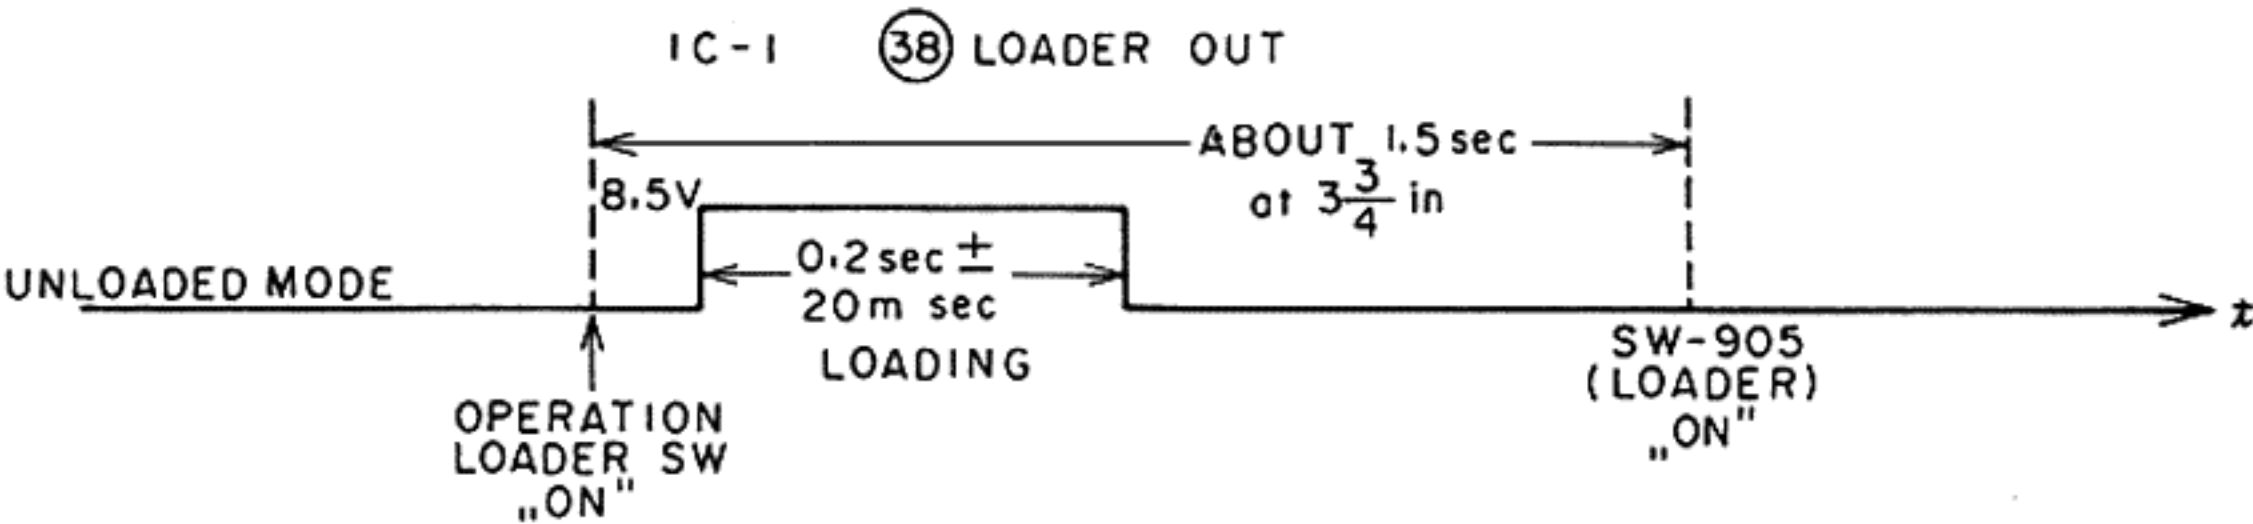 IC-1 38 LOADER OUT
ABOUT 1.5 sec
at 3 3/4 in
8.5V
0.2 sec ±
20m sec
UNLOADED MODE
t
LOADING
OPERATION
LOADER SW
„ON"
SW-905
(LOADER)
„ON"